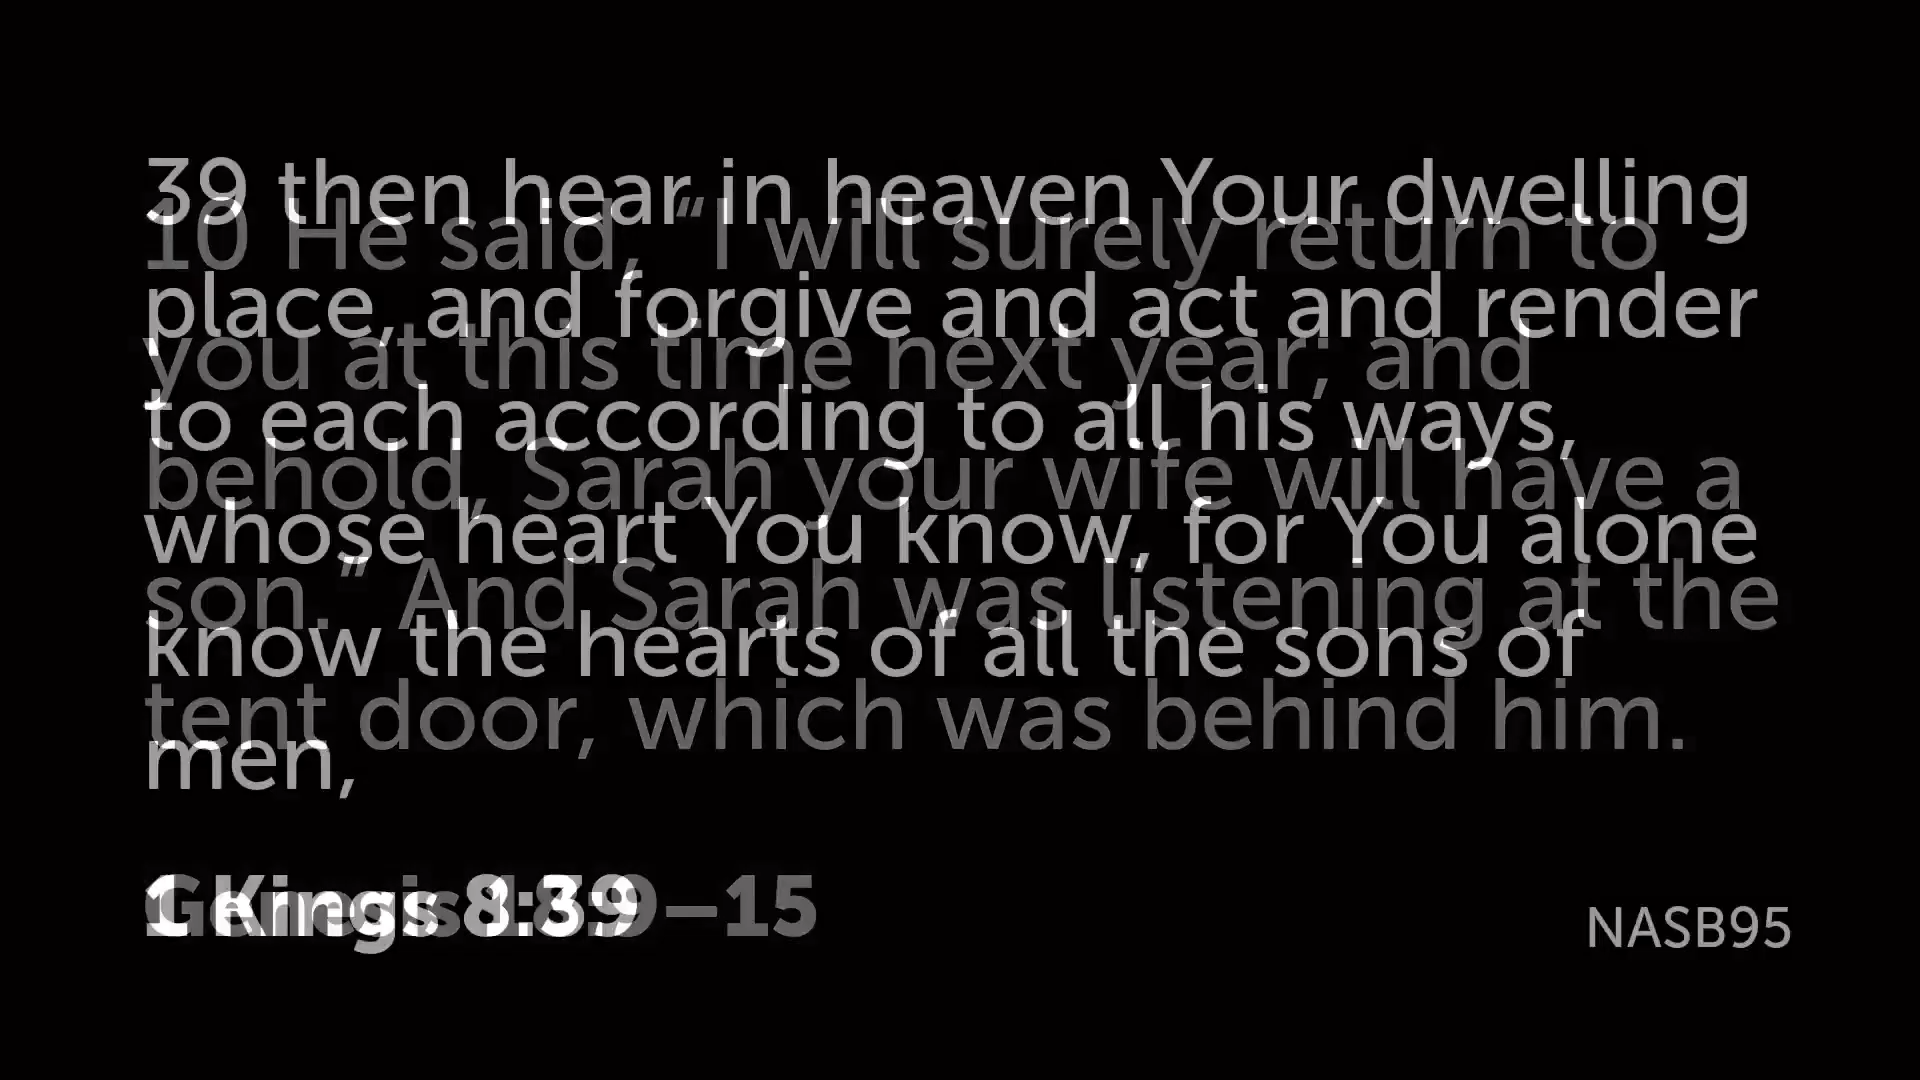 39 then hear in heaven Your dwelling
place, and forgive and act and render
to each according to all his ways,
whose heart You know, for You alone
know the hearts of all the sons of
men,
1 Kings 8:39
10 He said, “I will surely return to
you at this time next year; and
behold, Sarah your wife will have a
son.” And Sarah was listening at the
tent door, which was behind him.
Genesis 18:9–15
NASB95